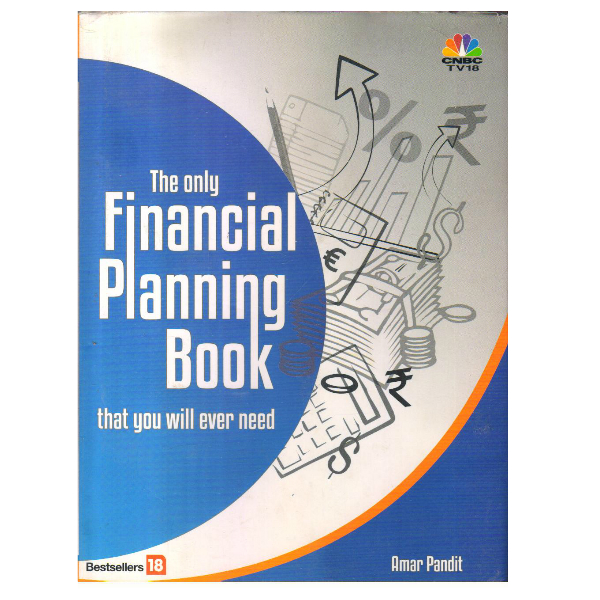 CNBC
TV18
The only
Financial
Planning
Book
that you will ever need
Bestsellers 18
Amar Pandit